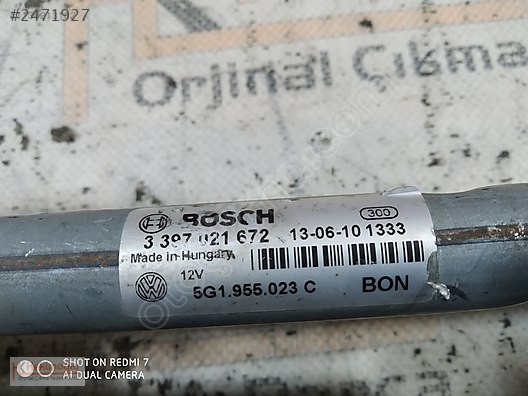 #2471927
Orjinal Cıkma
BOSCH
300
3 397 021 672 13-06-10 1333
Made in Hungary
12V
5G1.955.023 C BON
SHOT ON REDMI 7
AI DUAL CAMERA